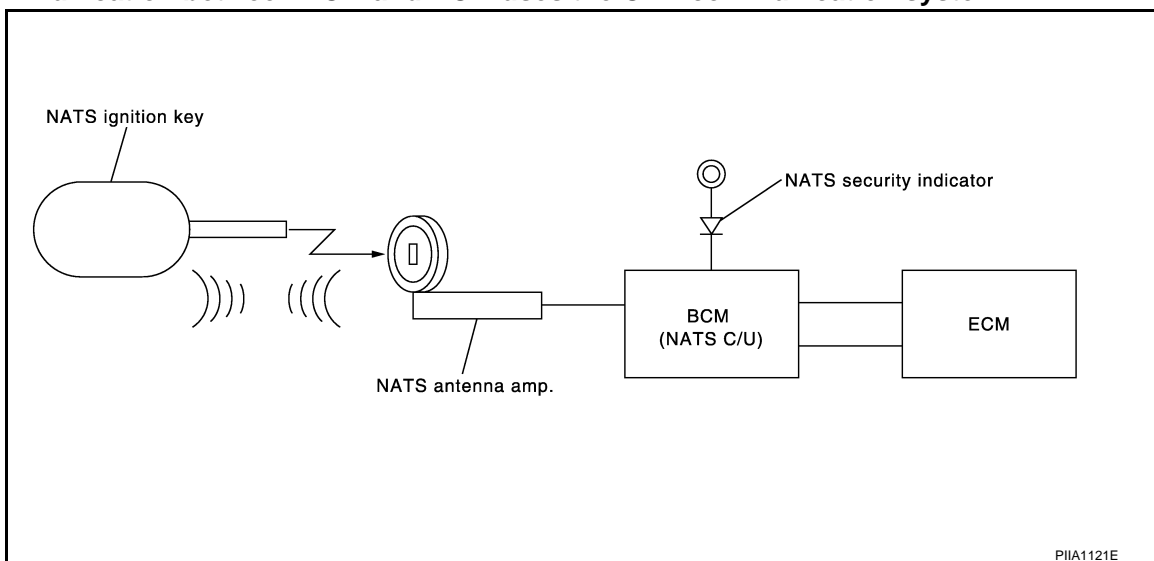 NATS ignition key
NATS security indicator
BCM
(NATS C/U)
ECM
NATS antenna amp.
PIIA1121E